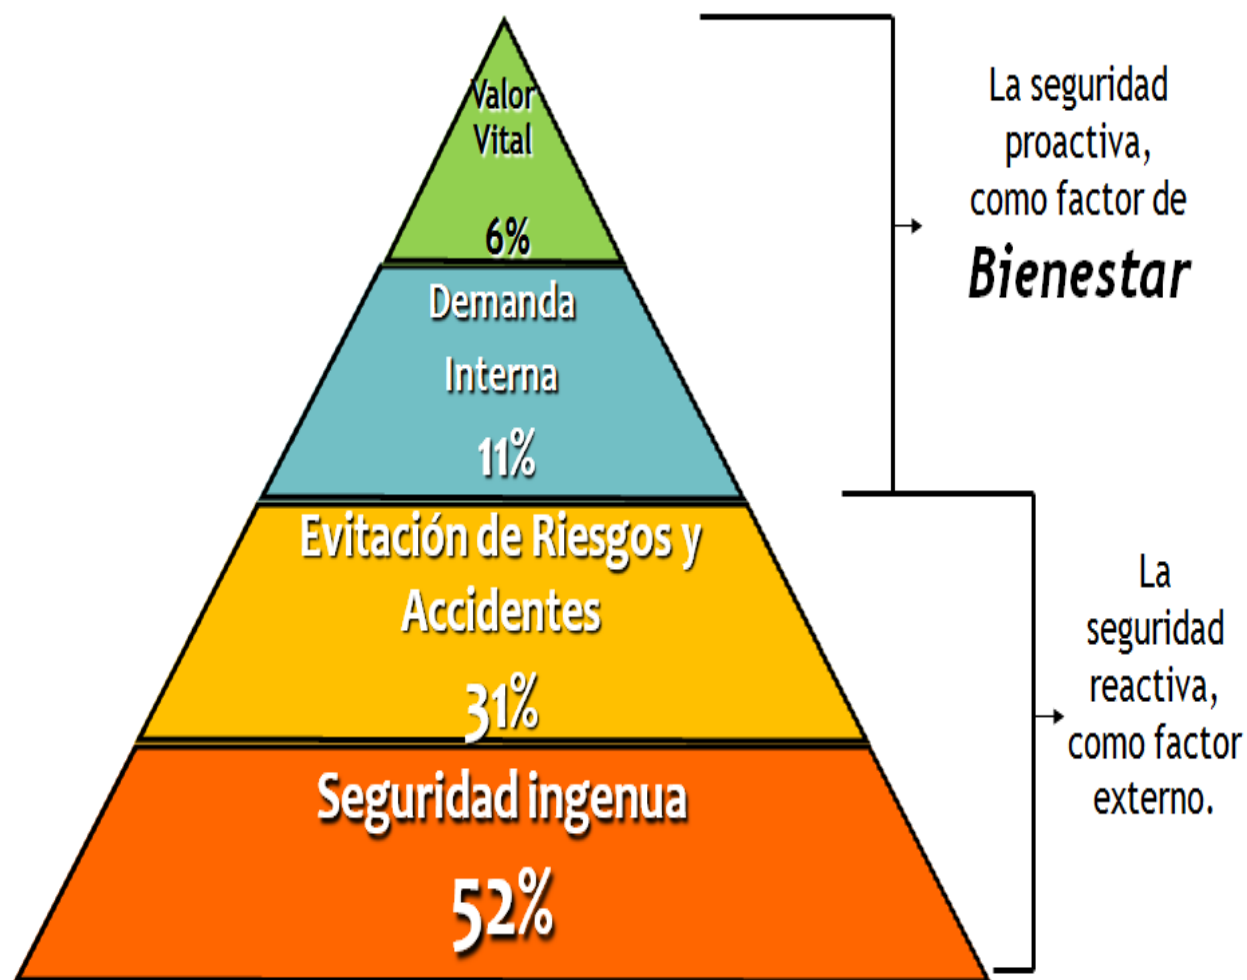 Valor
Vital
6%
Demanda
Interna
11%
Evitación de Riesgos y
Accidentes
31%
Seguridad ingenua
52%
La seguridad
proactiva,
como factor de
Bienestar
La
seguridad
reactiva,
como factor
externo.